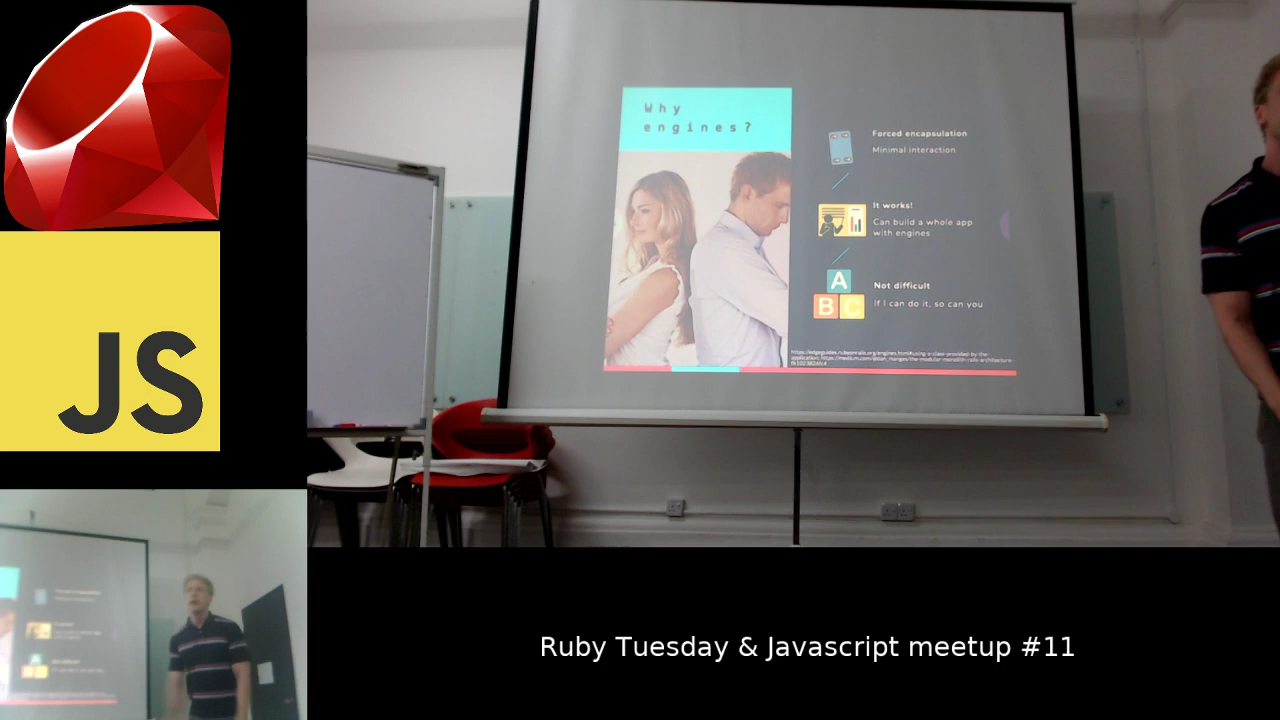 JS
Why
engines?
Forced encapsulation
Minimal interaction
It works!
Can build a whole app
with engines
A
B C
Not difficult
If I can do it, so can you
Ruby Tuesday & Javascript meetup #11